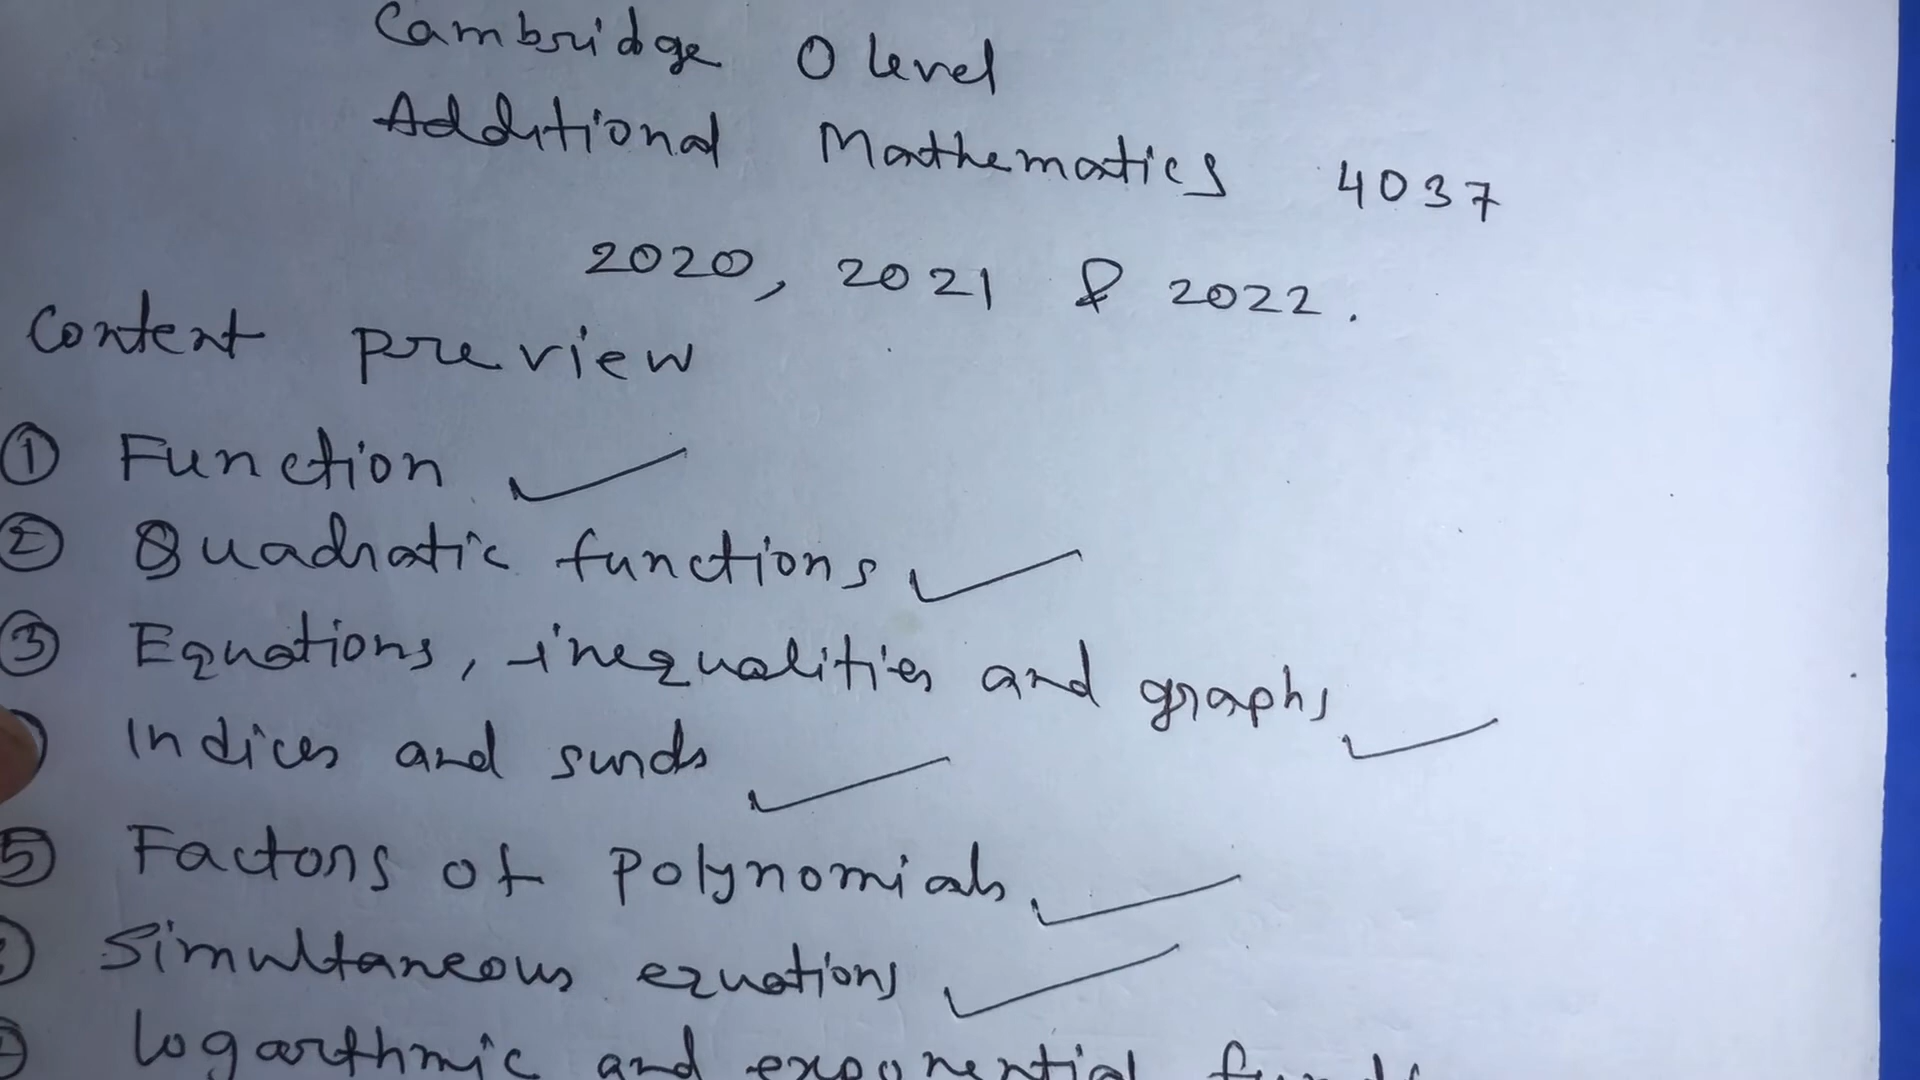 Cambridge O level
Additional Mathematics 4037
2020, 2021 & 2022.
Content preview
① Function ✓
② Quadratic functions ✓
③ Equations, inequalities and graphs ✓
Indices and surds ✓
⑤ Factors of polynomials ✓
Simultaneous equations ✓
Logarithmic and exponential